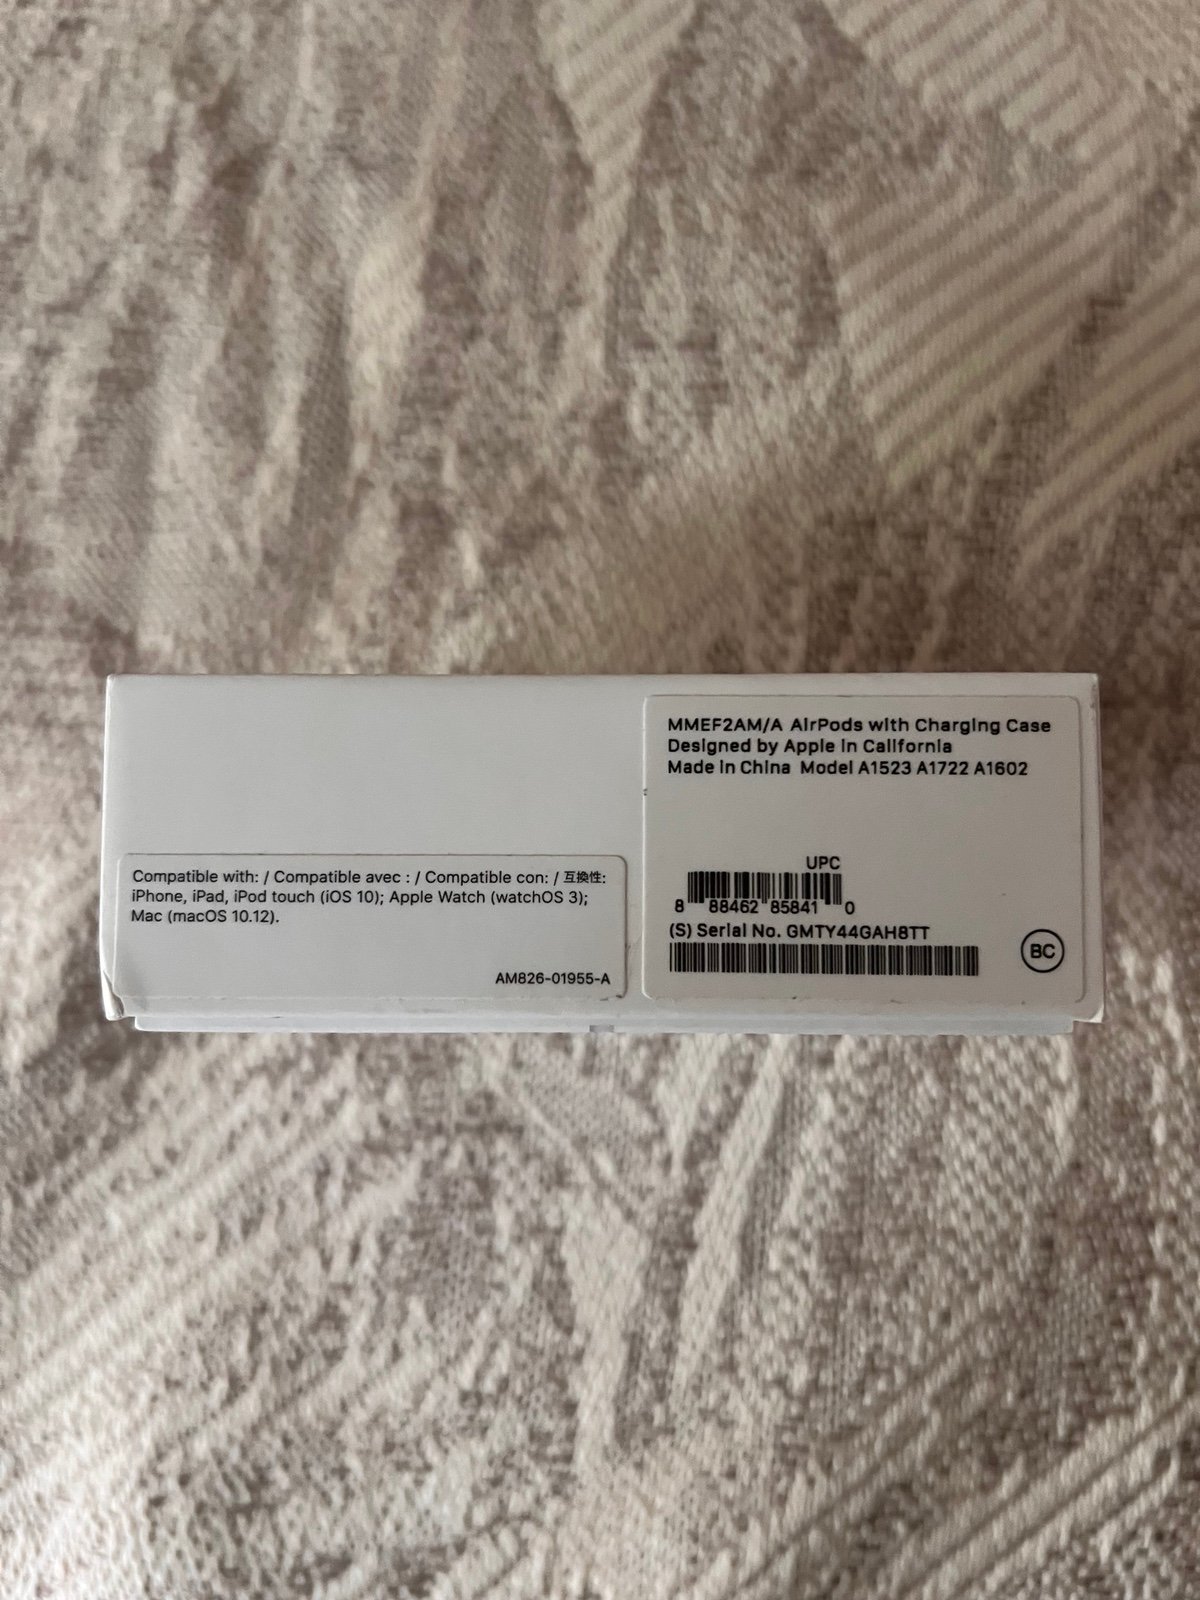 MMEF2AM/A AirPods with Charging Case
Designed by Apple in California
Made in China Model A1523 A1722 A1602
UPC
8 88462 85841 0
(S) Serial No. GMTY44GAH8TT
BC
Compatible with: / Compatible avec : / Compatible con: / 互換性:
iPhone, iPad, iPod touch (iOS 10); Apple Watch (watchOS 3);
Mac (macOS 10.12).
AM826-01955-A